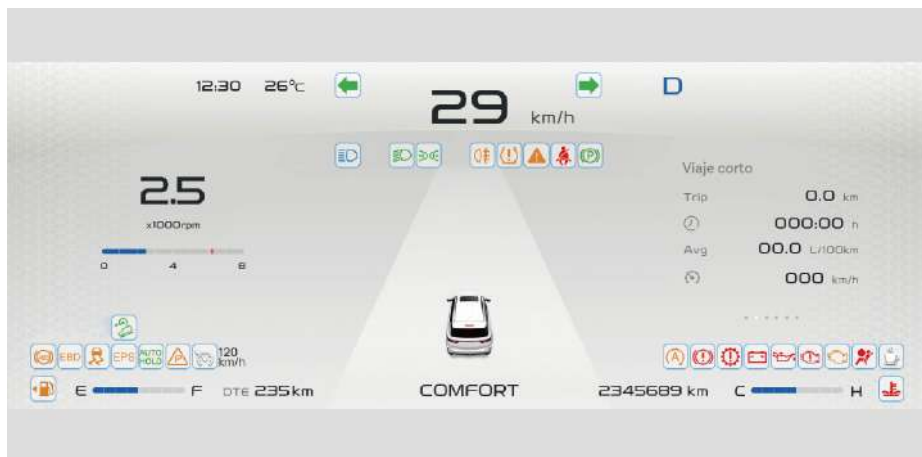 12:30 26°C 29 km/h D
2.5
x1000rpm
0 4 8
Viaje corto
Trip 0.0 km
000:00 h
Avg 00.0 L/100km
000 km/h
EBD EPB AUTO HOLD 120 km/h
E F DTE 235km COMFORT 2345689 km C H